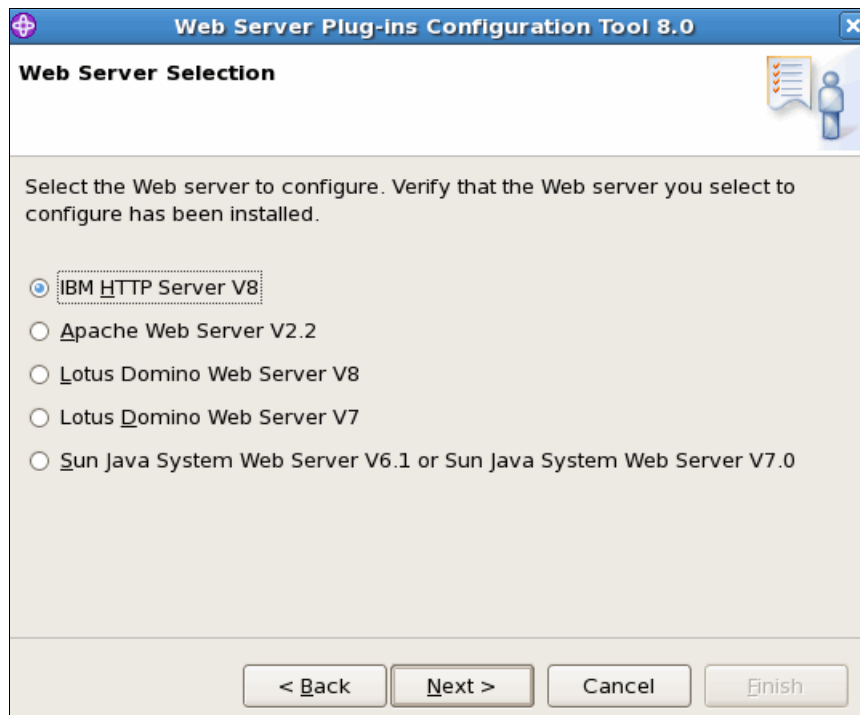 Web Server Plug-ins Configuration Tool 8.0
Web Server Selection
Select the Web server to configure. Verify that the Web server you select to
configure has been installed.
IBM HTTP Server V8
Apache Web Server V2.2
Lotus Domino Web Server V8
Lotus Domino Web Server V7
Sun Java System Web Server V6.1 or Sun Java System Web Server V7.0
< Back
Next >
Cancel
Finish